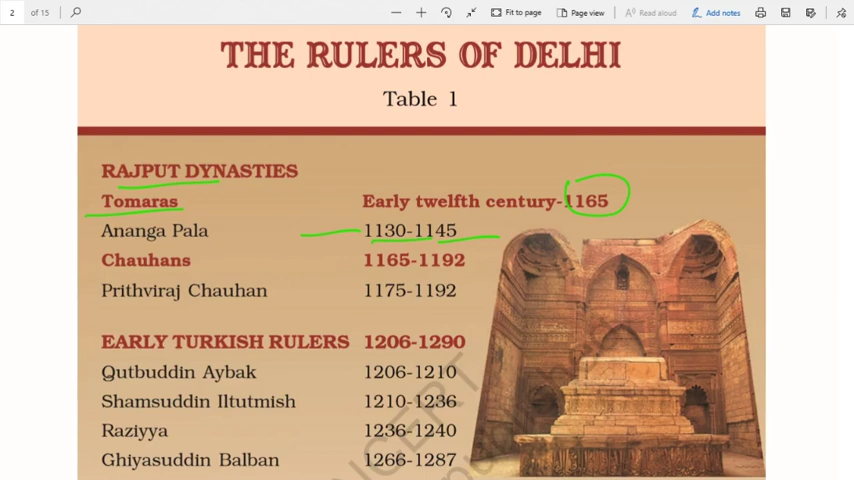 2 of 15 Fit to page Page view Read aloud Add notes
THE RULERS OF DELHI
Table 1
RAJPUT DYNASTIES
Tomaras Early twelfth century-1165
Ananga Pala 1130-1145
Chauhans 1165-1192
Prithviraj Chauhan 1175-1192
EARLY TURKISH RULERS 1206-1290
Qutbuddin Aybak 1206-1210
Shamsuddin Iltutmish 1210-1236
Raziyya 1236-1240
Ghiyasuddin Balban 1266-1287
NCERT